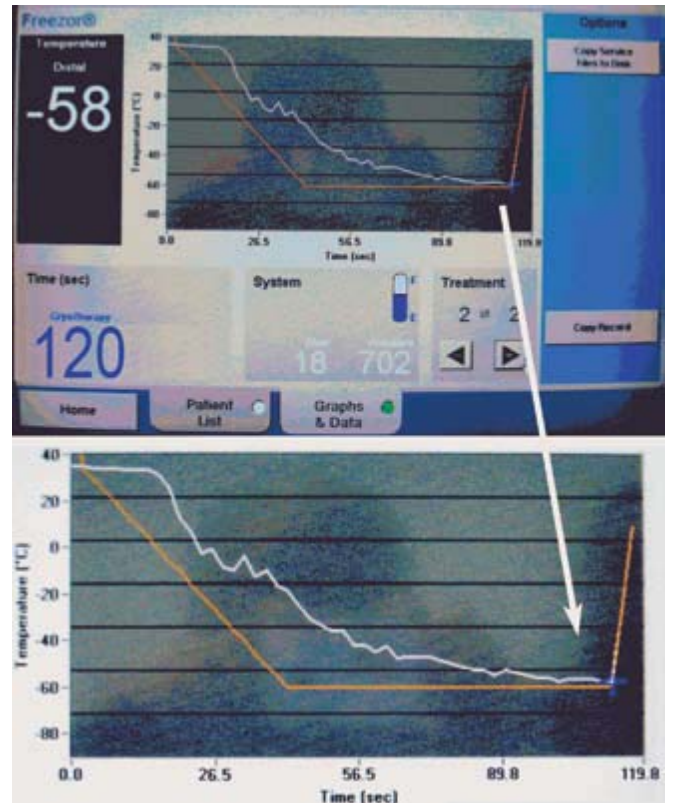 Freezor®
Temperature
Distal
-58
Temperature (°C)
40
20
-20
-40
-60
-80
0.0 26.5 56.5 89.8 119.8
Time (sec)
Options
Copy Service
Files to Disk
Time (sec)
CryoTherapy
120
System
F
E
18 702
Treatment
2 of 2
Copy Record
Home
Patient
List
Graphs
& Data
Temperature (°C)
40
20
0
-20
-40
-60
-80
0.0 26.5 56.5 89.8 119.8
Time (sec)